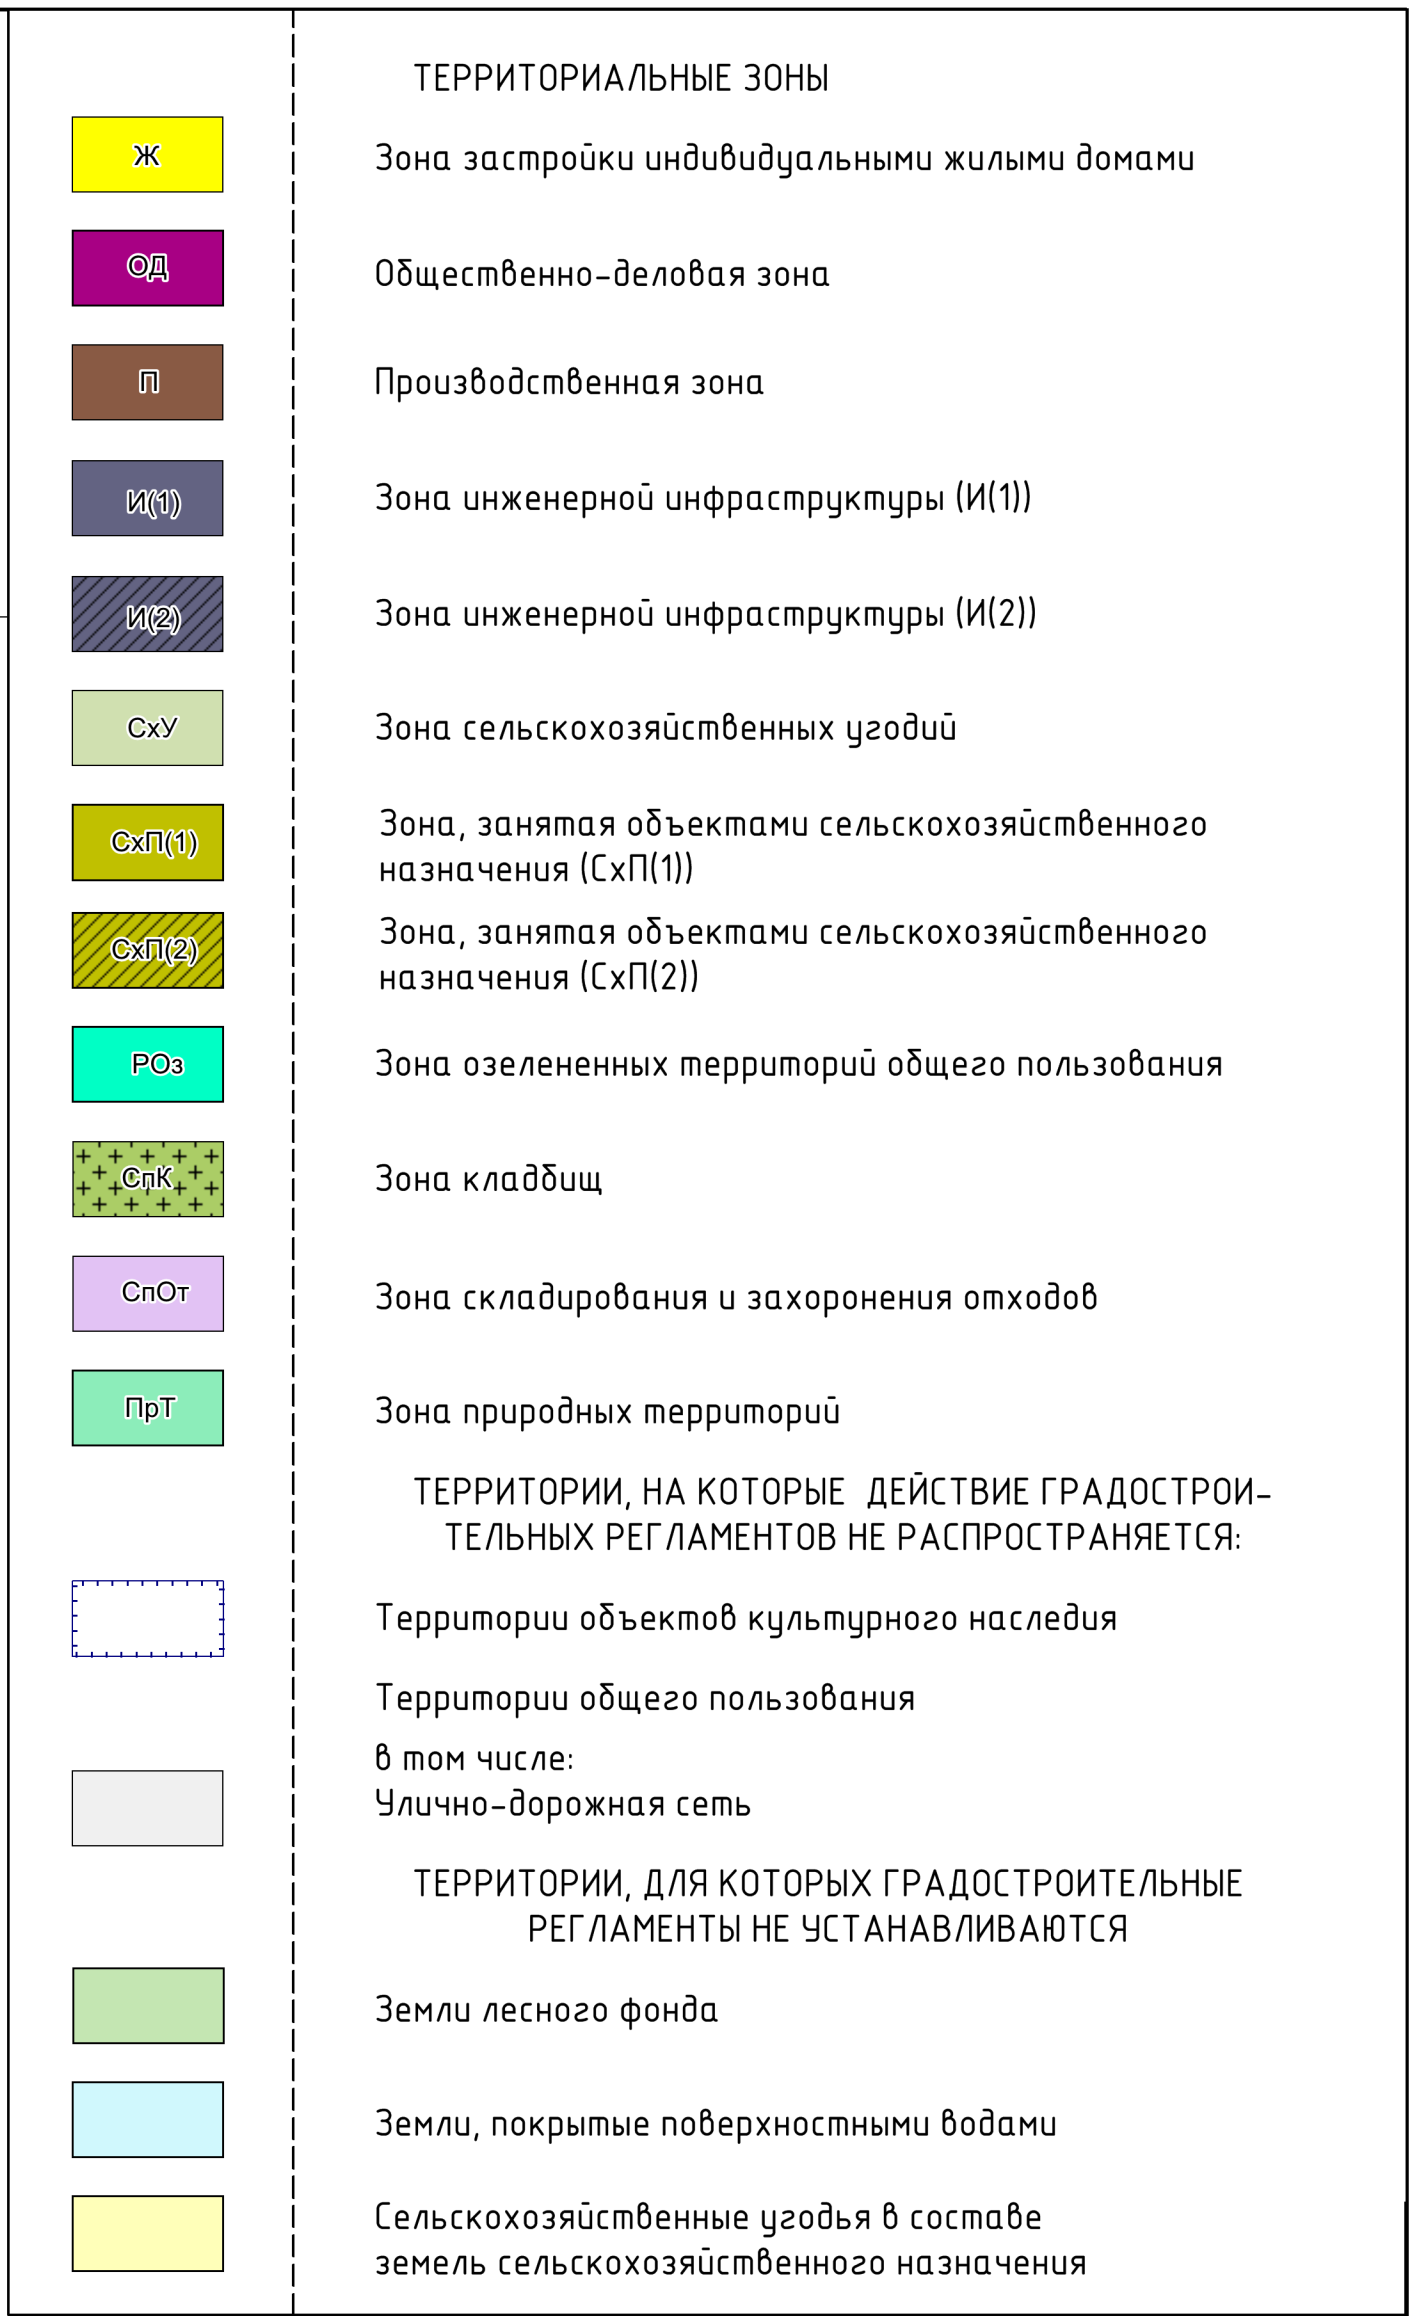 ТЕРРИТОРИАЛЬНЫЕ ЗОНЫ
Ж
Зона застройки индивидуальными жилыми домами
ОД
Общественно-деловая зона
П
Производственная зона
И(1)
Зона инженерной инфраструктуры (И(1))
И(2)
Зона инженерной инфраструктуры (И(2))
СхУ
Зона сельскохозяйственных угодий
СхП(1)
Зона, занятая объектами сельскохозяйственного
назначения (СхП(1))
СхП(2)
Зона, занятая объектами сельскохозяйственного
назначения (СхП(2))
РОз
Зона озелененных территорий общего пользования
СпК
Зона кладбищ
СпОт
Зона складирования и захоронения отходов
ПрТ
Зона природных территорий
ТЕРРИТОРИИ, НА КОТОРЫЕ ДЕЙСТВИЕ ГРАДОСТРОИ-
ТЕЛЬНЫХ РЕГЛАМЕНТОВ НЕ РАСПРОСТРАНЯЕТСЯ:
Территории объектов культурного наследия
Территории общего пользования
в том числе:
Улично-дорожная сеть
ТЕРРИТОРИИ, ДЛЯ КОТОРЫХ ГРАДОСТРОИТЕЛЬНЫЕ
РЕГЛАМЕНТЫ НЕ УСТАНАВЛИВАЮТСЯ
Земли лесного фонда
Земли, покрытые поверхностными водами
Сельскохозяйственные угодья в составе
земель сельскохозяйственного назначения